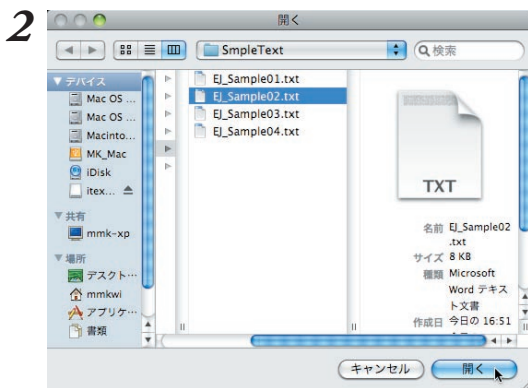 2
開く
SmpleText
検索
デバイス
Mac OS ...
Mac OS ...
Macinto...
MK_Mac
iDisk
itex...
共有
mmk-xp
場所
デスクト…
mmkwi
アプリケ…
書類
EJ_Sample01.txt
EJ_Sample02.txt
EJ_Sample03.txt
EJ_Sample04.txt
TXT
名前 EJ_Sample02
.txt
サイズ 8 KB
種類 Microsoft
Word テキス
ト文書
作成日 今日の 16:51
キャンセル
開く